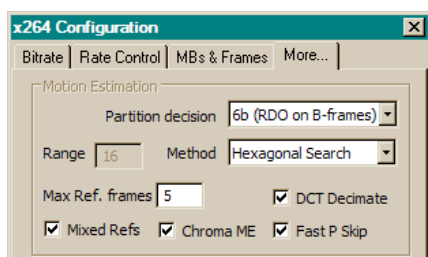 x264 Configuration
Bitrate Rate Control MBs & Frames More...
Motion Estimation
Partition decision 6b (RDO on B-frames)
Range 16 Method Hexagonal Search
Max Ref. frames 5 DCT Decimate
Mixed Refs Chroma ME Fast P Skip